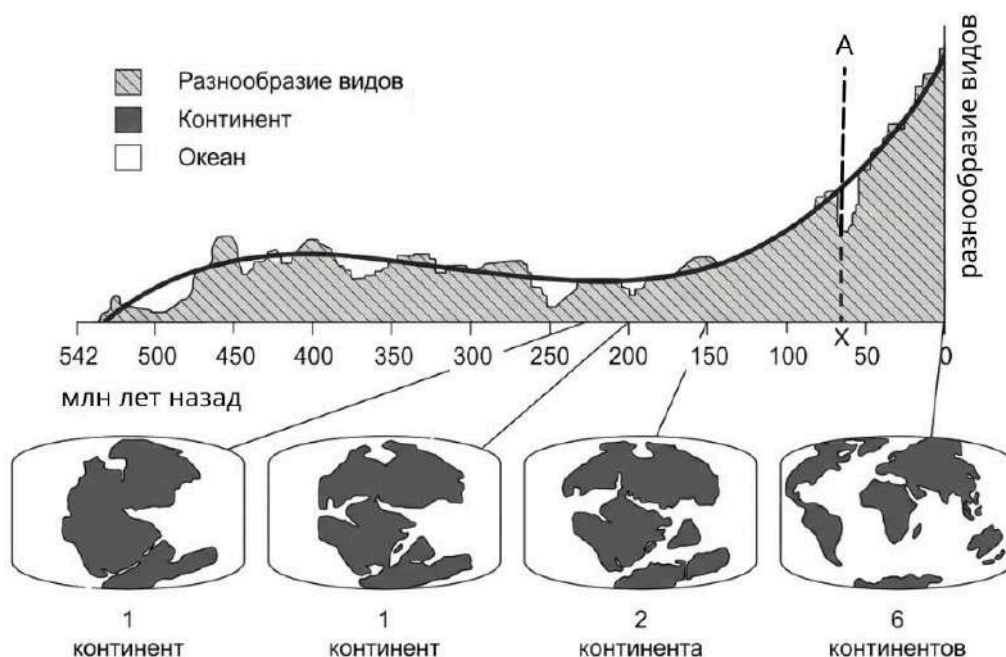 А
Разнообразие видов
Континент
Океан
разнообразие видов
Х
542 500 450 400 350 300 250 200 150 100 50 0
млн лет назад
1 1 2 6
континент континент континента континентов